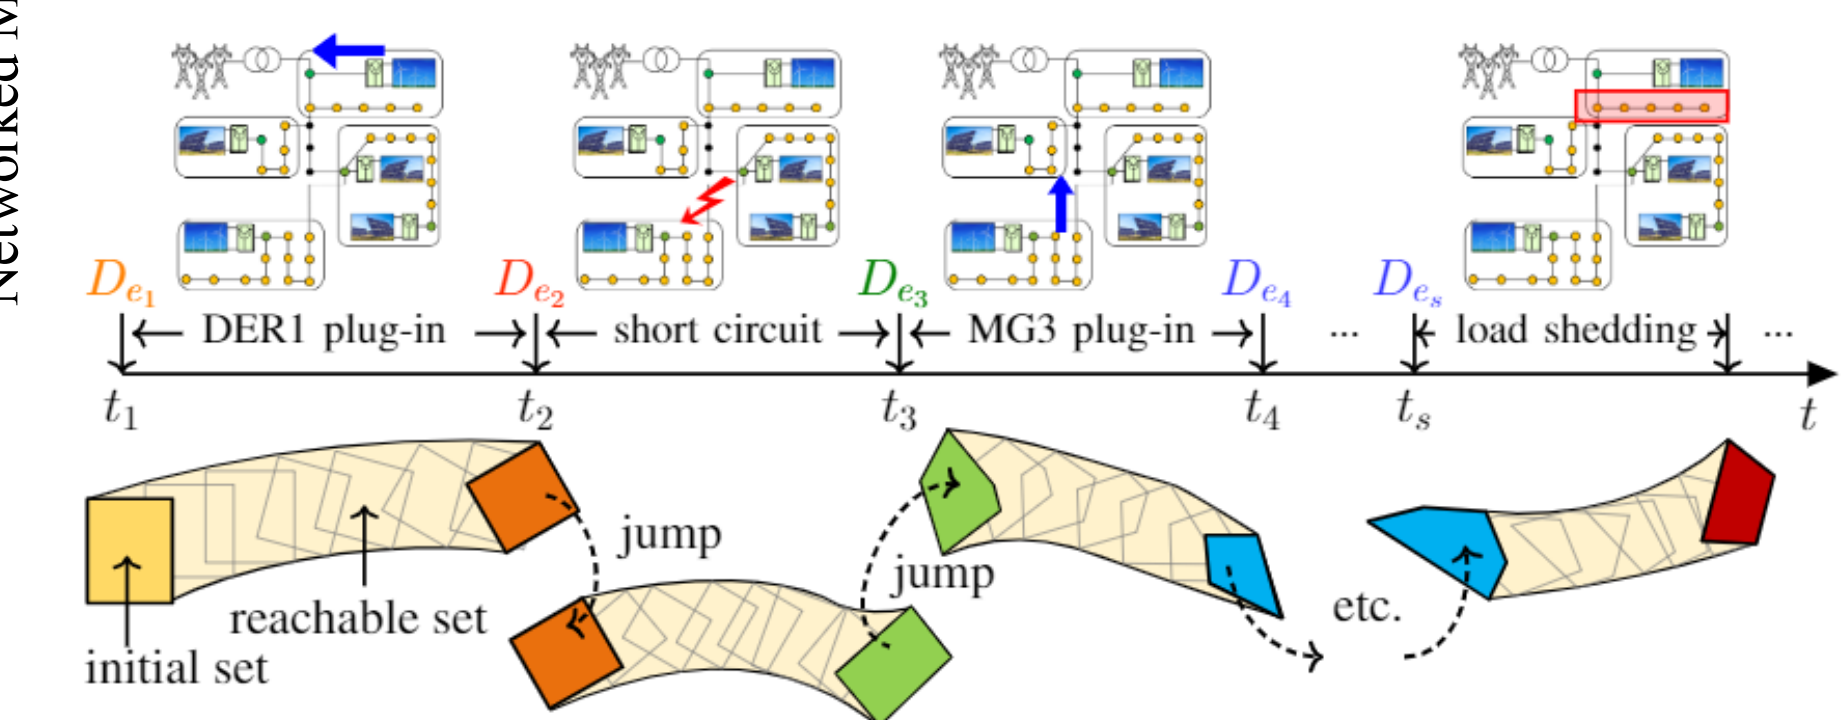 Networked M
D_{e_1} D_{e_2} D_{e_3} D_{e_4} D_{e_s}
DER1 plug-in short circuit MG3 plug-in ... load shedding ...
t_1 t_2 t_3 t_4 t_s t
jump
jump
reachable set
etc.
initial set